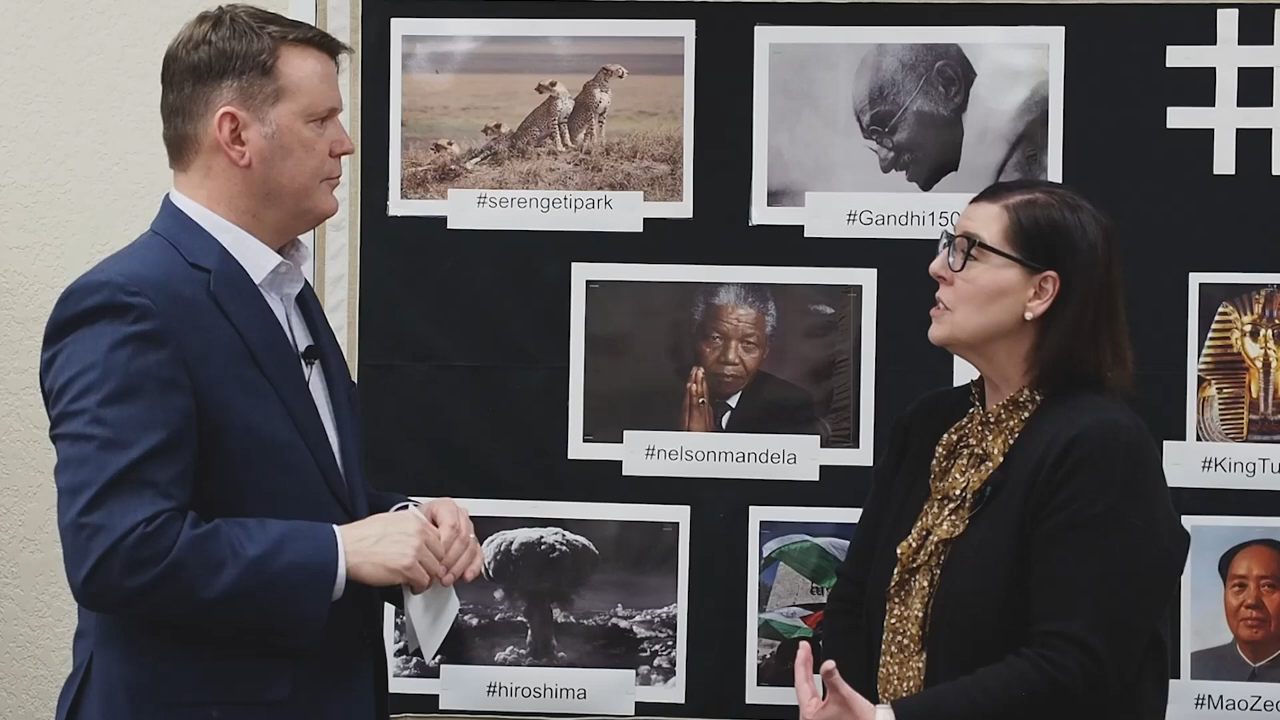 #
#serengetipark
#Gandhi150
#nelsonmandela
#KingTu
#hiroshima
#MaoZed